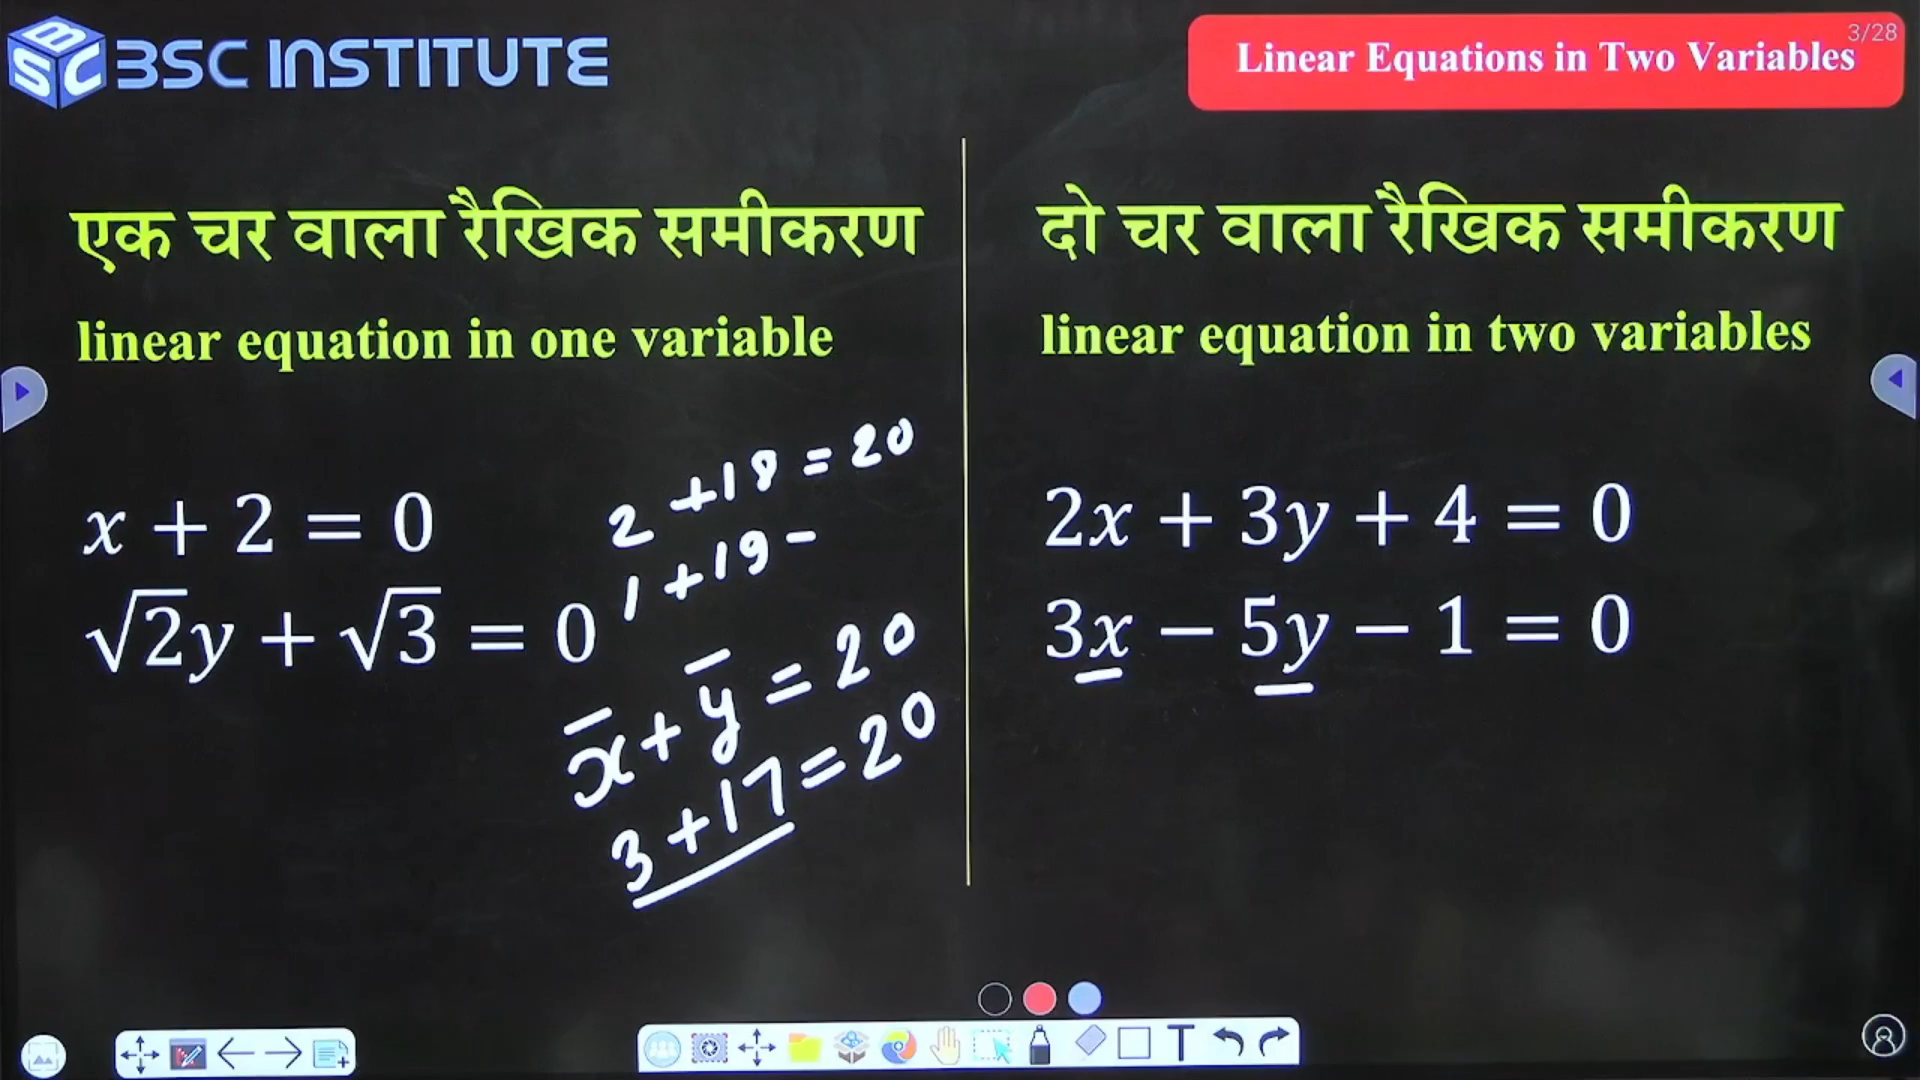 BSC INSTITUTE
3/28
Linear Equations in Two Variables
एक चर वाला रैखिक समीकरण
linear equation in one variable
x + 2 = 0
√2y + √3 = 0
2 + 18 = 20
1 + 19 -
x̅ + y̅ = 20
3 + 17 = 20
दो चर वाला रैखिक समीकरण
linear equation in two variables
2x + 3y + 4 = 0
3x − 5y − 1 = 0